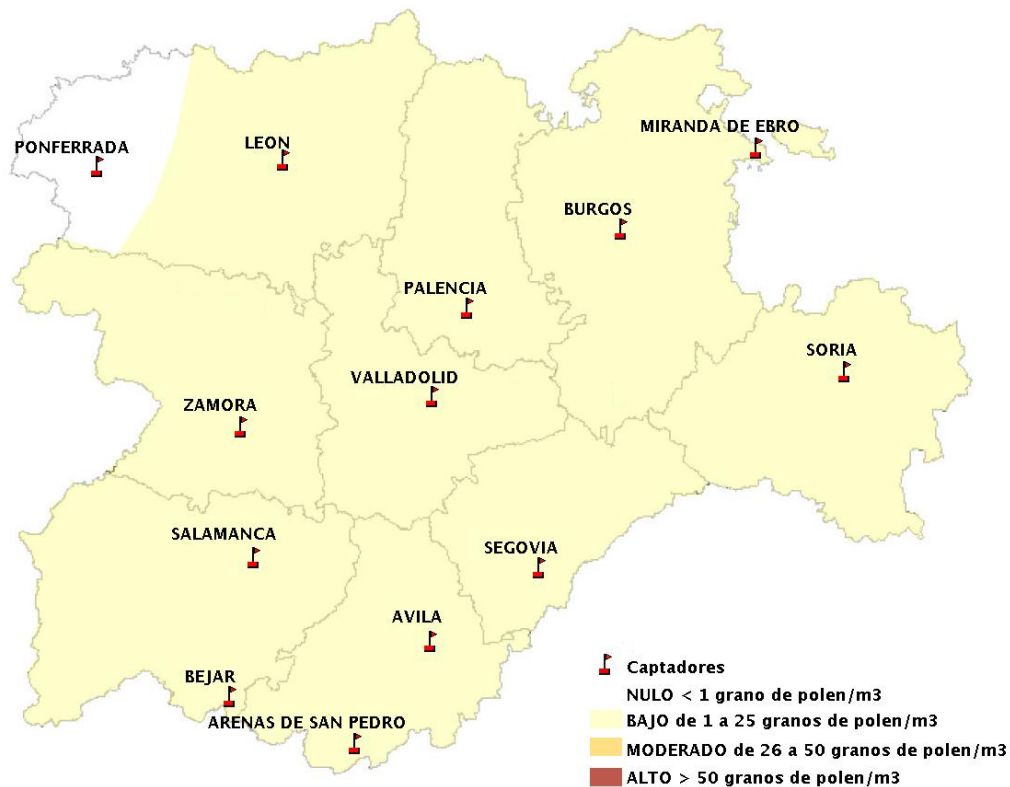 MIRANDA DE EBRO
PONFERRADA
LEON
BURGOS
PALENCIA
SORIA
VALLADOLID
ZAMORA
SALAMANCA
SEGOVIA
AVILA
BEJAR
ARENAS DE SAN PEDRO
Captadores
NULO < 1 grano de polen/m3
BAJO de 1 a 25 granos de polen/m3
MODERADO de 26 a 50 granos de polen/m3
ALTO > 50 granos de polen/m3